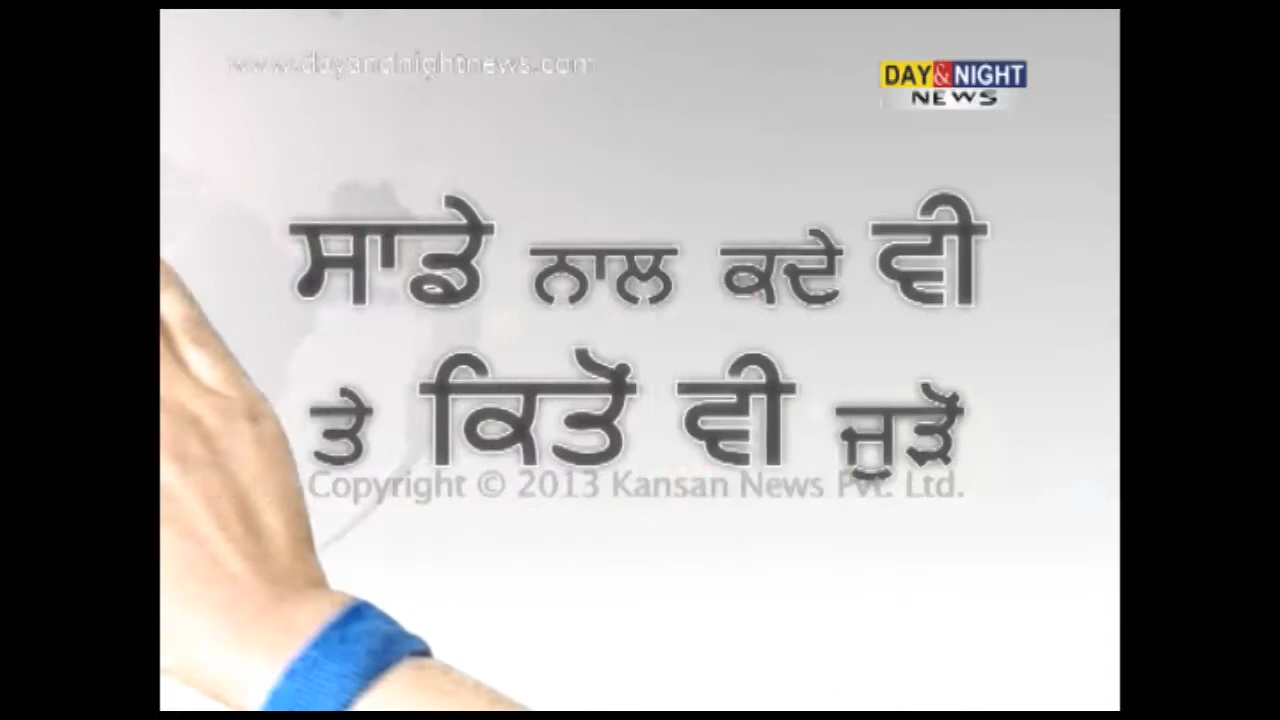 www.dayandnightnews.com
DAY&NIGHT
NEWS
ਸਾਡੇ ਨਾਲ ਕਦੇ ਵੀ
ਤੇ ਕਿਤੋਂ ਵੀ ਜੁੜੋਂ
Copyright © 2013 Kansan News Pvt. Ltd.